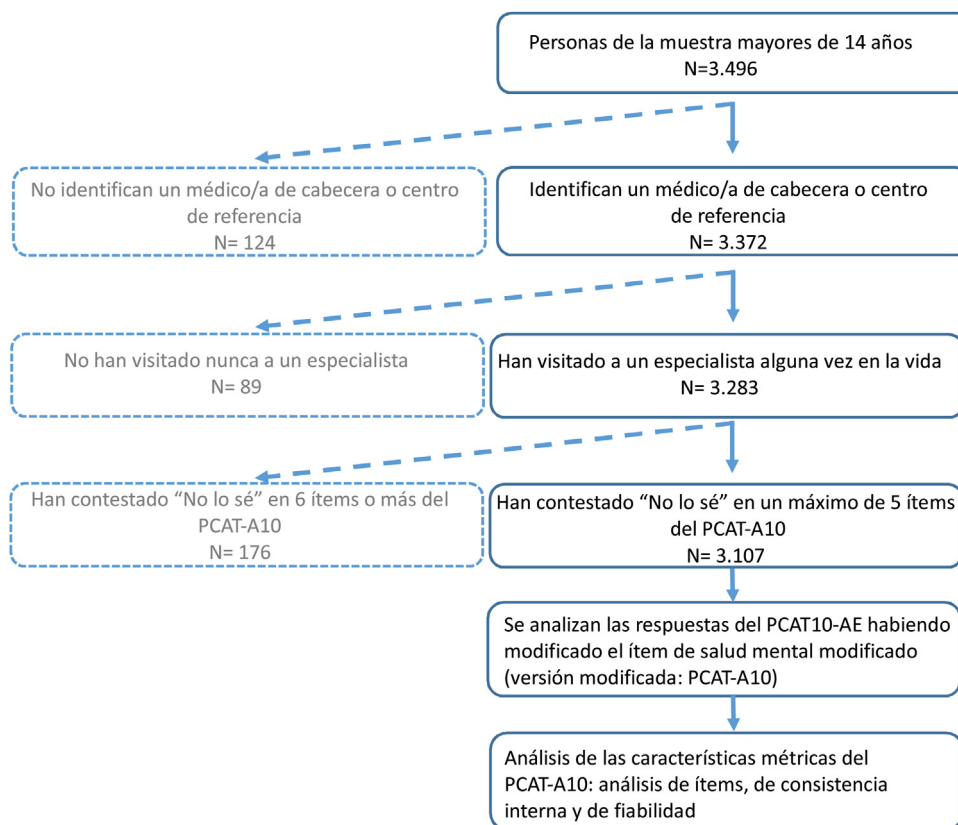 Personas de la muestra mayores de 14 años
N=3.496
No identifican un médico/a de cabecera o centro
de referencia
N= 124
Identifican un médico/a de cabecera o centro
de referencia
N= 3.372
No han visitado nunca a un especialista
N= 89
Han visitado a un especialista alguna vez en la vida
N= 3.283
Han contestado “No lo sé” en 6 ítems o más del
PCAT-A10
N= 176
Han contestado “No lo sé” en un máximo de 5 ítems
del PCAT-A10
N= 3.107
Se analizan las respuestas del PCAT10-AE habiendo
modificado el ítem de salud mental modificado
(versión modificada: PCAT-A10)
Análisis de las características métricas del
PCAT-A10: análisis de ítems, de consistencia
interna y de fiabilidad